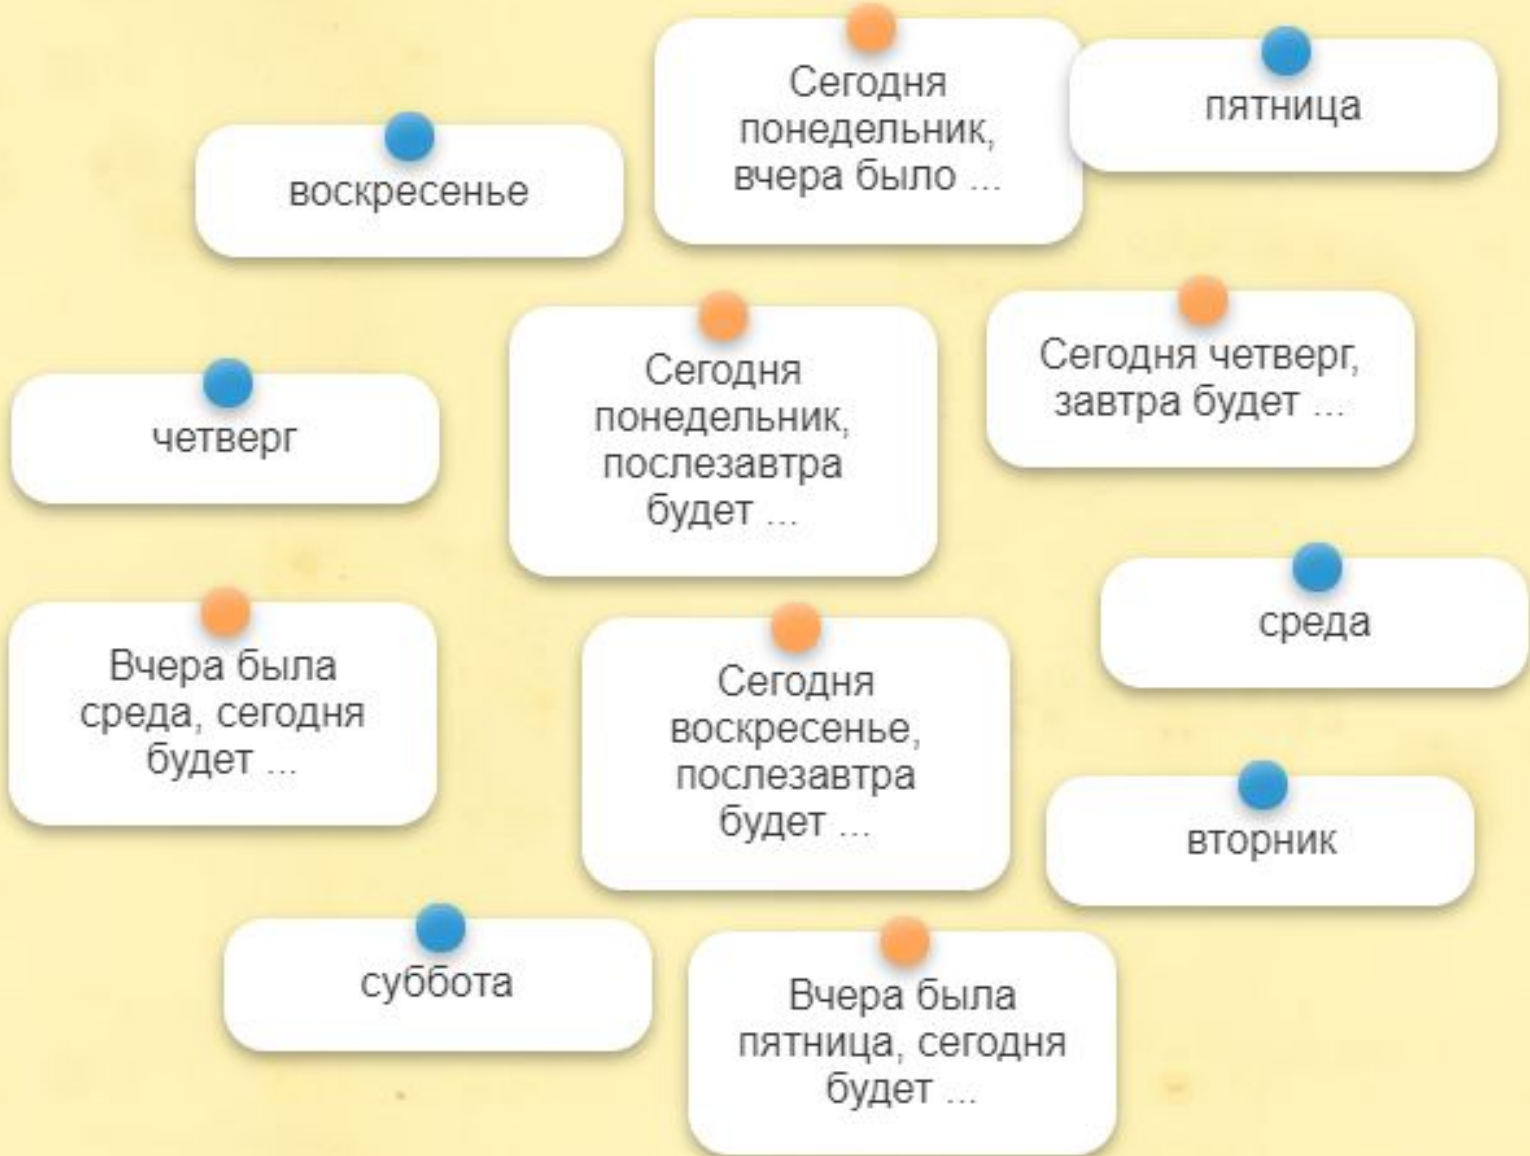 Сегодня
понедельник,
вчера было ...
пятница
воскресенье
Сегодня
понедельник,
послезавтра
будет ...
Сегодня четверг,
завтра будет ...
четверг
среда
Вчера была
среда, сегодня
будет ...
Сегодня
воскресенье,
послезавтра
будет ...
вторник
суббота
Вчера была
пятница, сегодня
будет ...